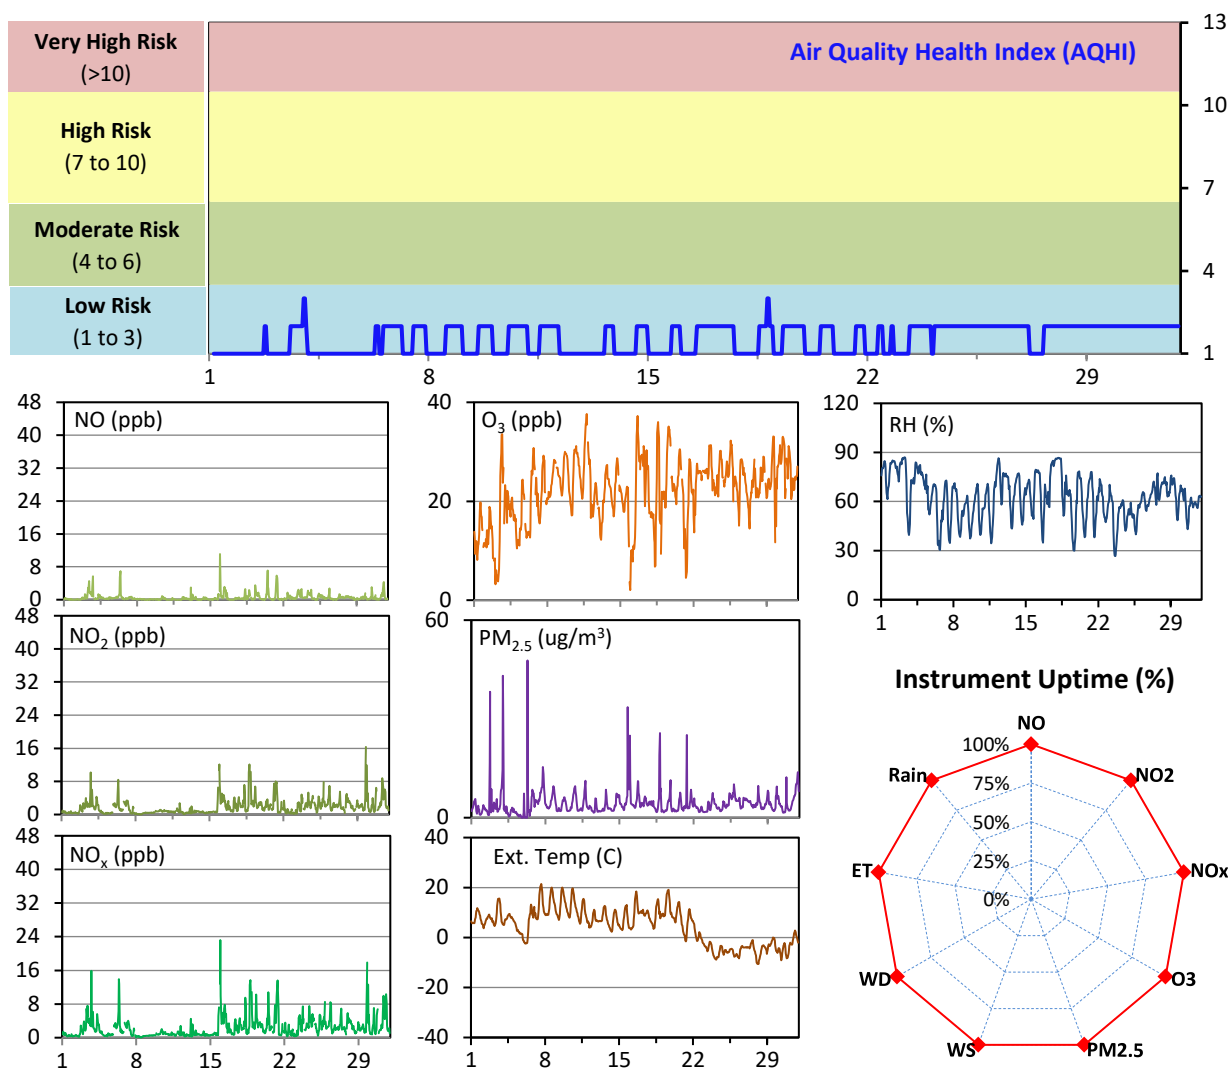 Very High Risk
(>10)
High Risk
(7 to 10)
Moderate Risk
(4 to 6)
Low Risk
(1 to 3)
Air Quality Health Index (AQHI)
13
10
7
4
1
1 8 15 22 29
48
40
32
24
16
8
0
NO (ppb)
40
20
0
O3 (ppb)
120
90
60
30
0
RH (%)
1 8 15 22 29
48
40
32
24
16
8
0
NO2 (ppb)
60
0
PM2.5 (ug/m3)
48
40
32
24
16
8
0
NOx (ppb)
1 8 15 22 29
40
20
0
-20
-40
Ext. Temp (C)
1 8 15 22 29
Instrument Uptime (%)
NO
100%
75%
50%
25%
0%
NO2
NOx
O3
PM2.5
WS
WD
ET
Rain